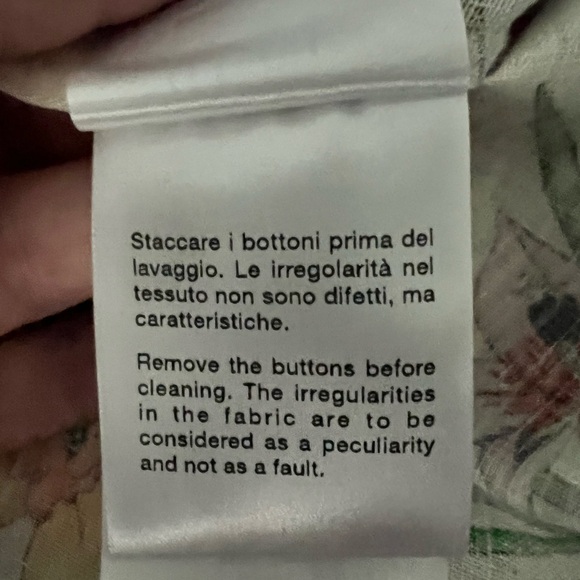 Staccare i bottoni prima del
lavaggio. Le irregolarità nel
tessuto non sono difetti, ma
caratteristiche.
Remove the buttons before
cleaning. The irregularities
in the fabric are to be
considered as a peculiarity
and not as a fault.